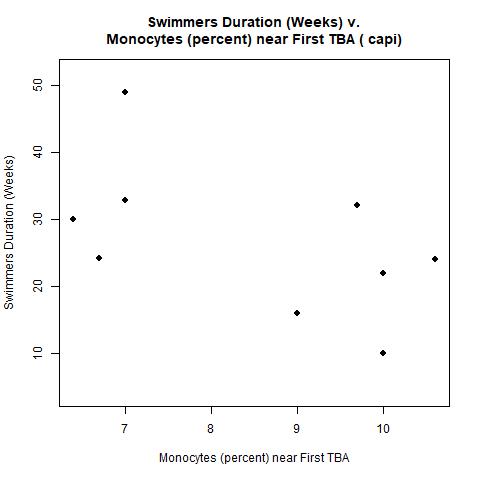 Swimmers Duration (Weeks) v.
Monocytes (percent) near First TBA ( capi)
Swimmers Duration (Weeks)
50
40
30
20
10
7
8
9
10
Monocytes (percent) near First TBA